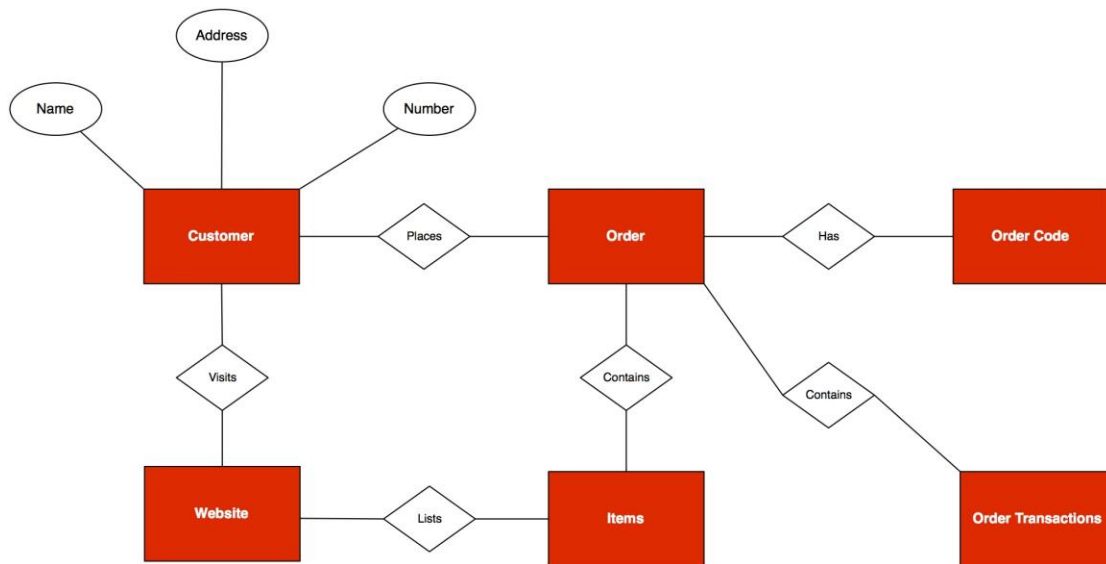 Address
Name
Number
Customer
Places
Order
Has
Order Code
Visits
Contains
Contains
Website
Lists
Items
Order Transactions